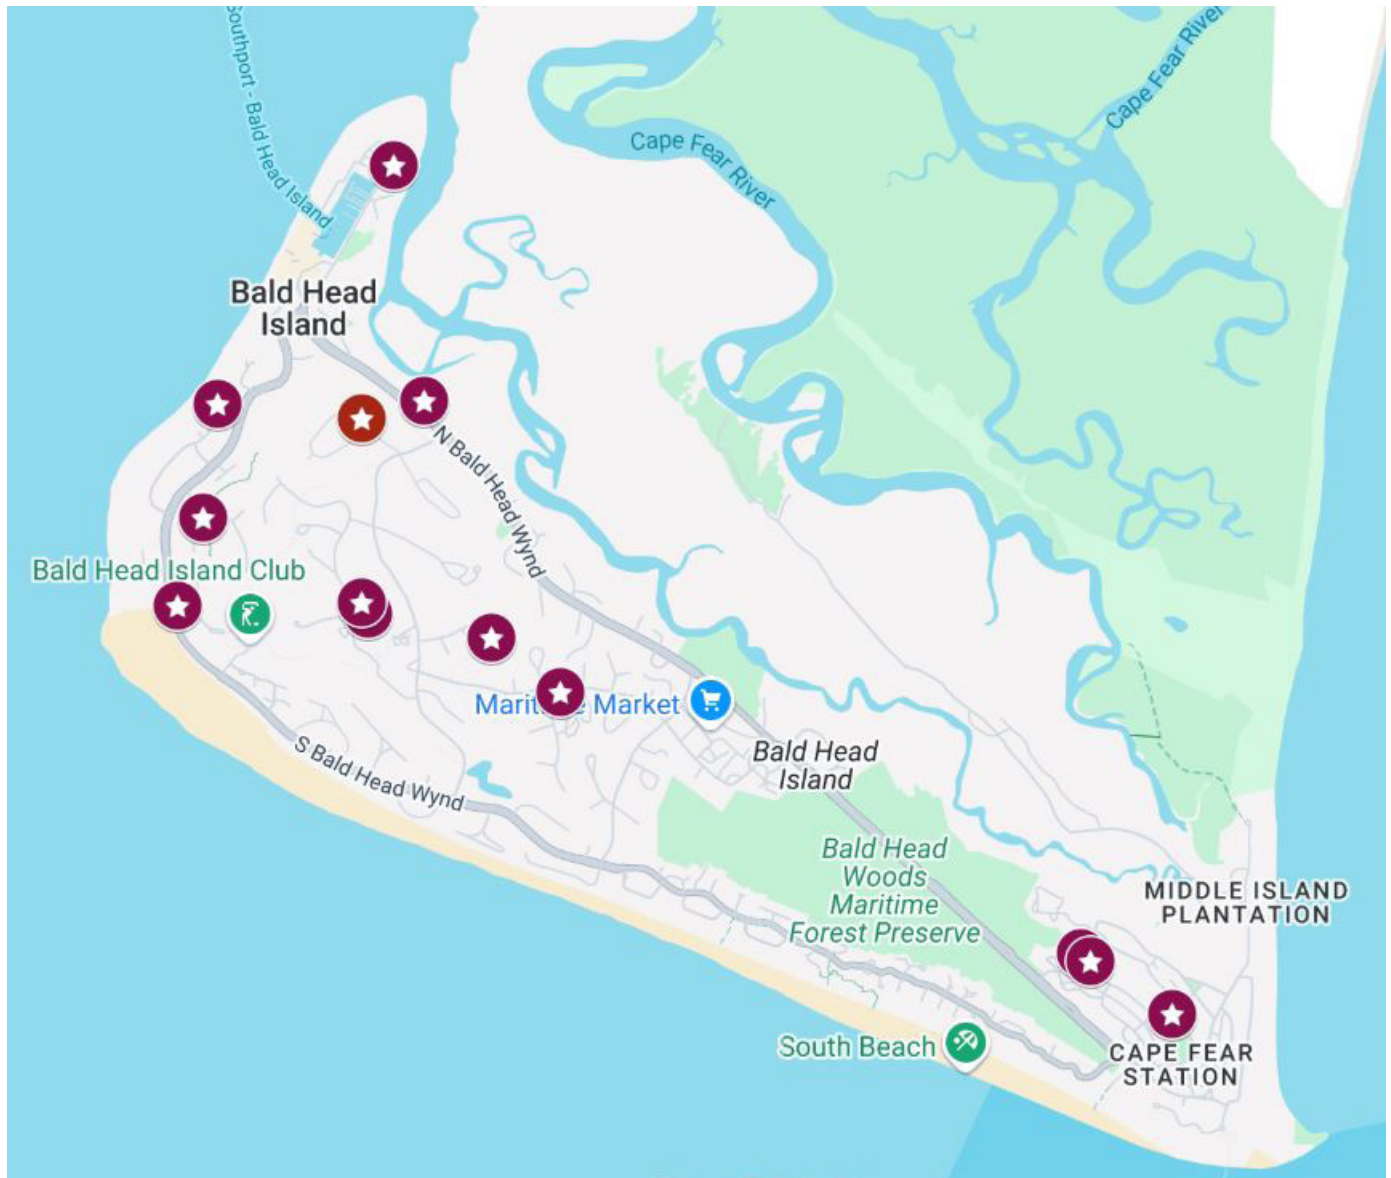 Southport - Bald Head Island
Cape Fear River
Cape Fear River
Bald Head
Island
N Bald Head Wynd
Bald Head Island Club
Market
S Bald Head Wynd
Bald Head
Island
Bald Head
Woods
Maritime
Forest Preserve
MIDDLE ISLAND
PLANTATION
South Beach
CAPE FEAR
STATION